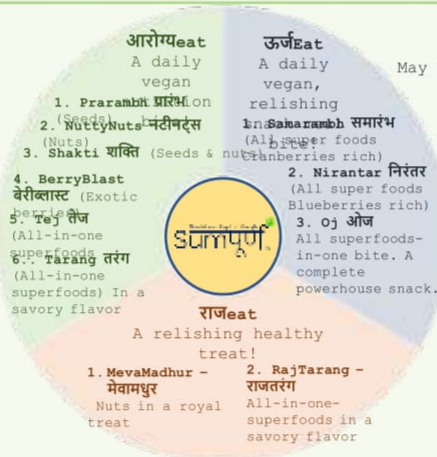 आरोग्यeat
A daily
vegan
1. Prarambh प्रारंभ
(Seeds)
2. NuttyNuts नटीनट्स
(Nuts)
3. Shakti शक्ति (Seeds & nuts)
4. BerryBlast
बेरीब्लास्ट (Exotic
berries)
5. Tej तेज
(All-in-one
superfoods)
6. Tarang तरंग
(All-in-one
superfoods) In a
savory flavor
ऊर्जEat
A daily
vegan,
relishing
bite!
1. Samarambh समारंभ
(All super foods
Cranberries rich)
2. Nirantar निरंतर
(All super foods
Blueberries rich)
3. Oj ओज
All superfoods-
in-one bite. A
complete
powerhouse snack.
May
sumपूर्ण
राजeat
A relishing healthy
treat!
1. MevaMadhur –
मेवामधुर
Nuts in a royal
treat
2. RajTarang –
राजतरंग
All-in-one-
superfoods in a
savory flavor